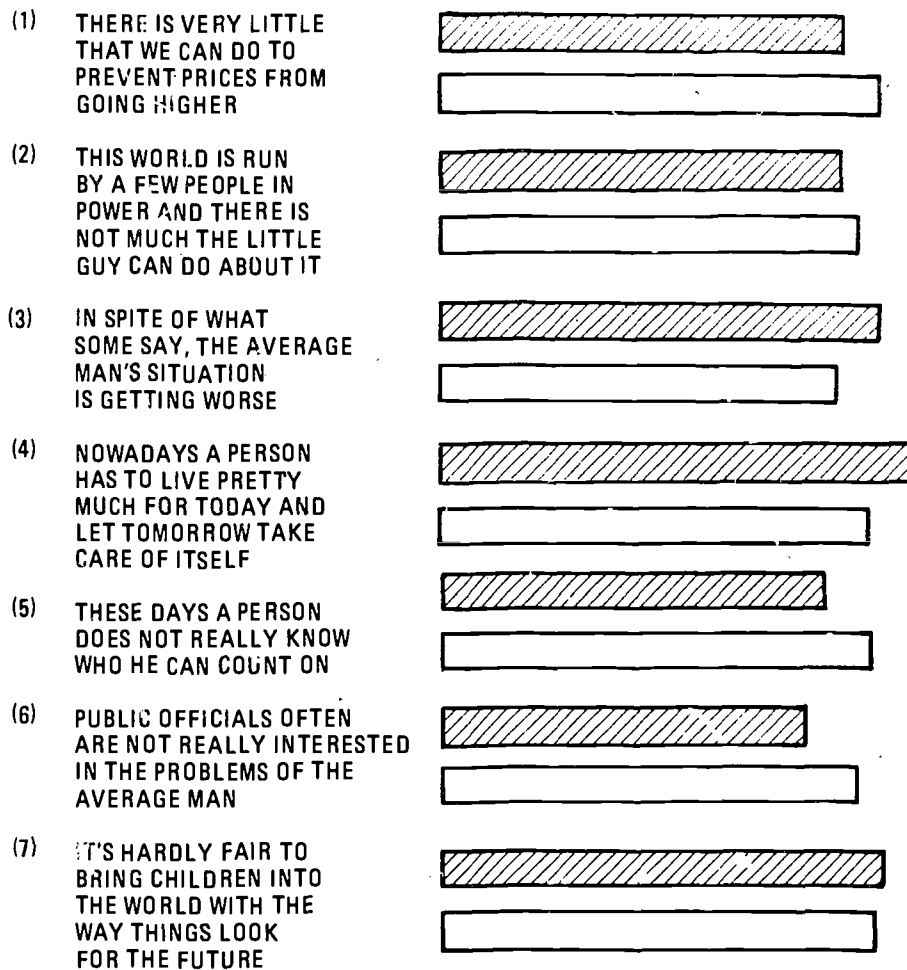 (1) THERE IS VERY LITTLE
THAT WE CAN DO TO
PREVENT PRICES FROM
GOING HIGHER
(2) THIS WORLD IS RUN
BY A FEW PEOPLE IN
POWER AND THERE IS
NOT MUCH THE LITTLE
GUY CAN DO ABOUT IT
(3) IN SPITE OF WHAT
SOME SAY, THE AVERAGE
MAN'S SITUATION
IS GETTING WORSE
(4) NOWADAYS A PERSON
HAS TO LIVE PRETTY
MUCH FOR TODAY AND
LET TOMORROW TAKE
CARE OF ITSELF
(5) THESE DAYS A PERSON
DOES NOT REALLY KNOW
WHO HE CAN COUNT ON
(6) PUBLIC OFFICIALS OFTEN
ARE NOT REALLY INTERESTED
IN THE PROBLEMS OF THE
AVERAGE MAN
(7) IT'S HARDLY FAIR TO
BRING CHILDREN INTO
THE WORLD WITH THE
WAY THINGS LOOK
FOR THE FUTURE